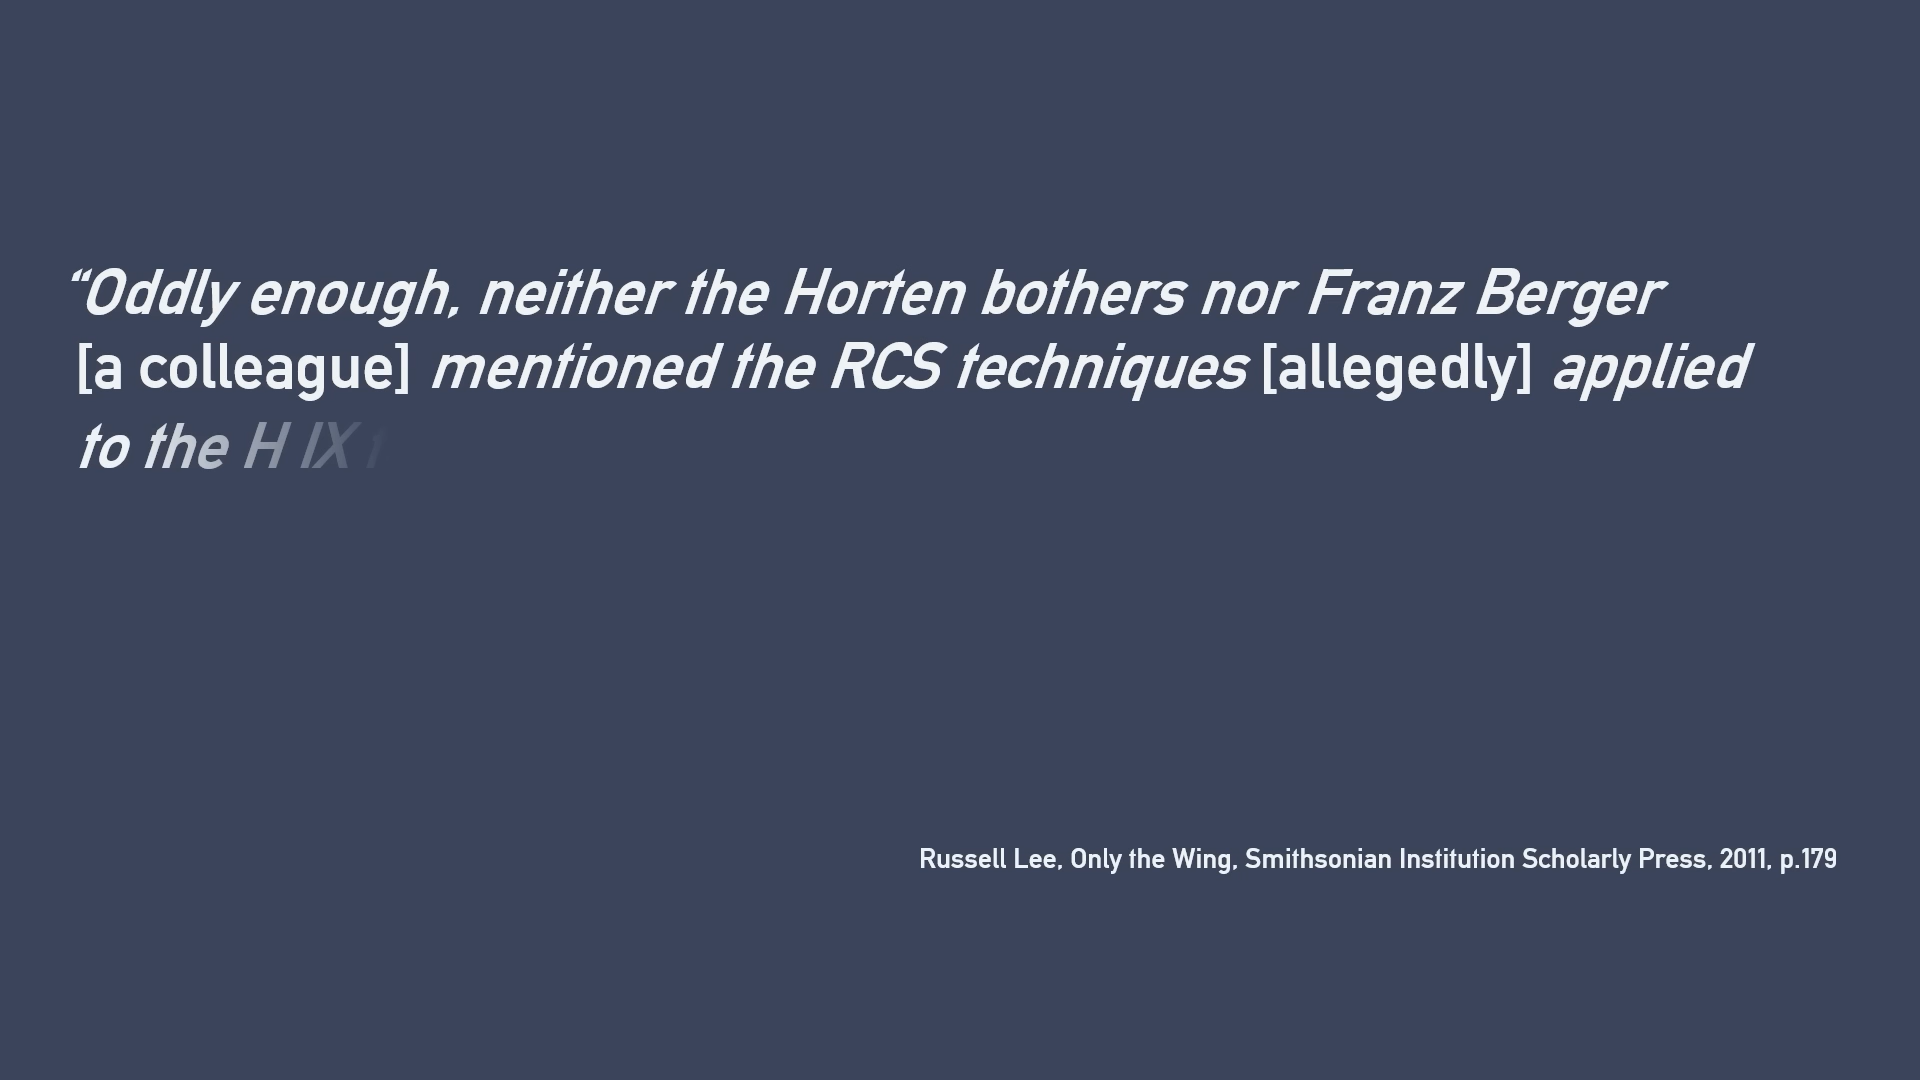 “Oddly enough, neither the Horten bothers nor Franz Berger
[a colleague] mentioned the RCS techniques [allegedly] applied
to the H IX
Russell Lee, Only the Wing, Smithsonian Institution Scholarly Press, 2011, p.179